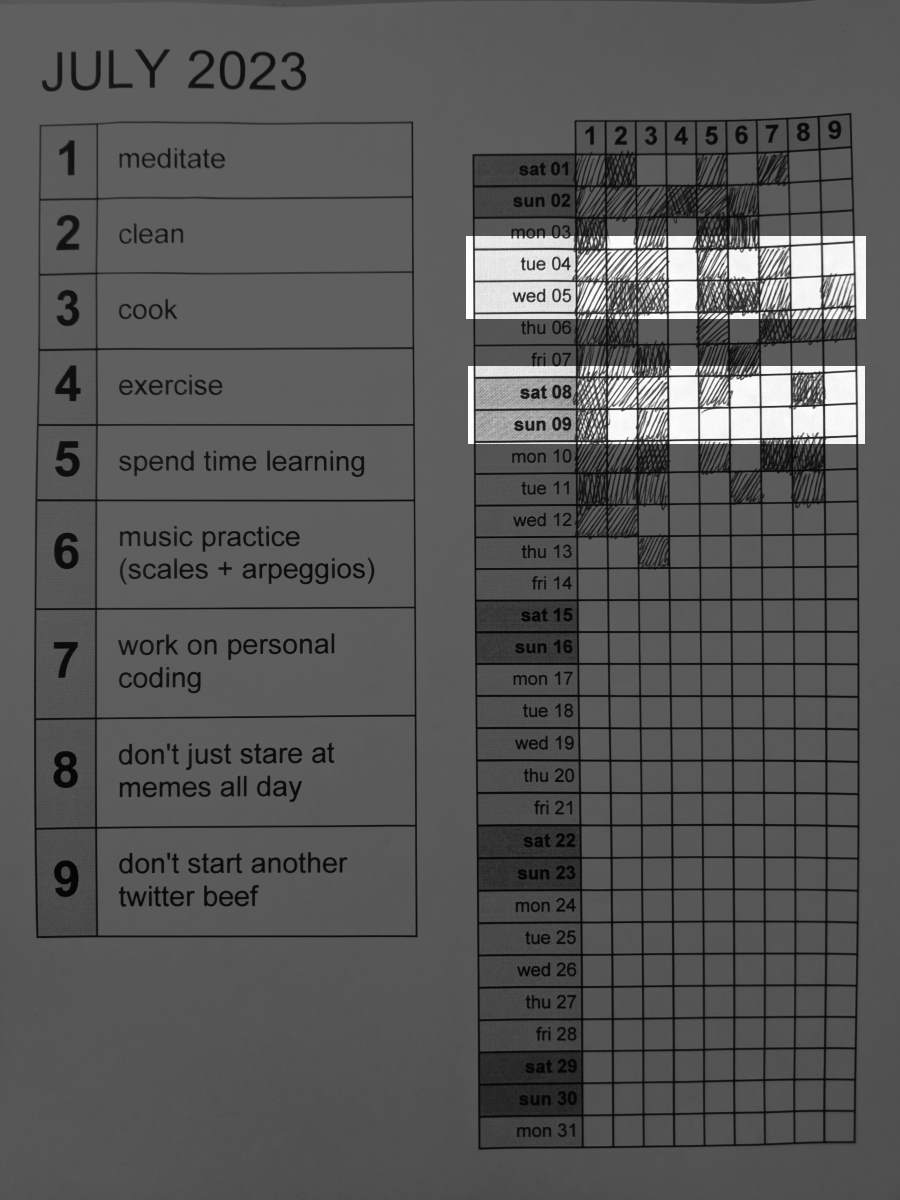 JULY 2023
1 meditate
2 clean
3 cook
4 exercise
5 spend time learning
6 music practice
(scales + arpeggios)
7 work on personal
coding
8 don't just stare at
memes all day
9 don't start another
twitter beef
1 2 3 4 5 6 7 8 9
sat 01
sun 02
mon 03
tue 04
wed 05
thu 06
fri 07
sat 08
sun 09
mon 10
tue 11
wed 12
thu 13
fri 14
sat 15
sun 16
mon 17
tue 18
wed 19
thu 20
fri 21
sat 22
sun 23
mon 24
tue 25
wed 26
thu 27
fri 28
sat 29
sun 30
mon 31